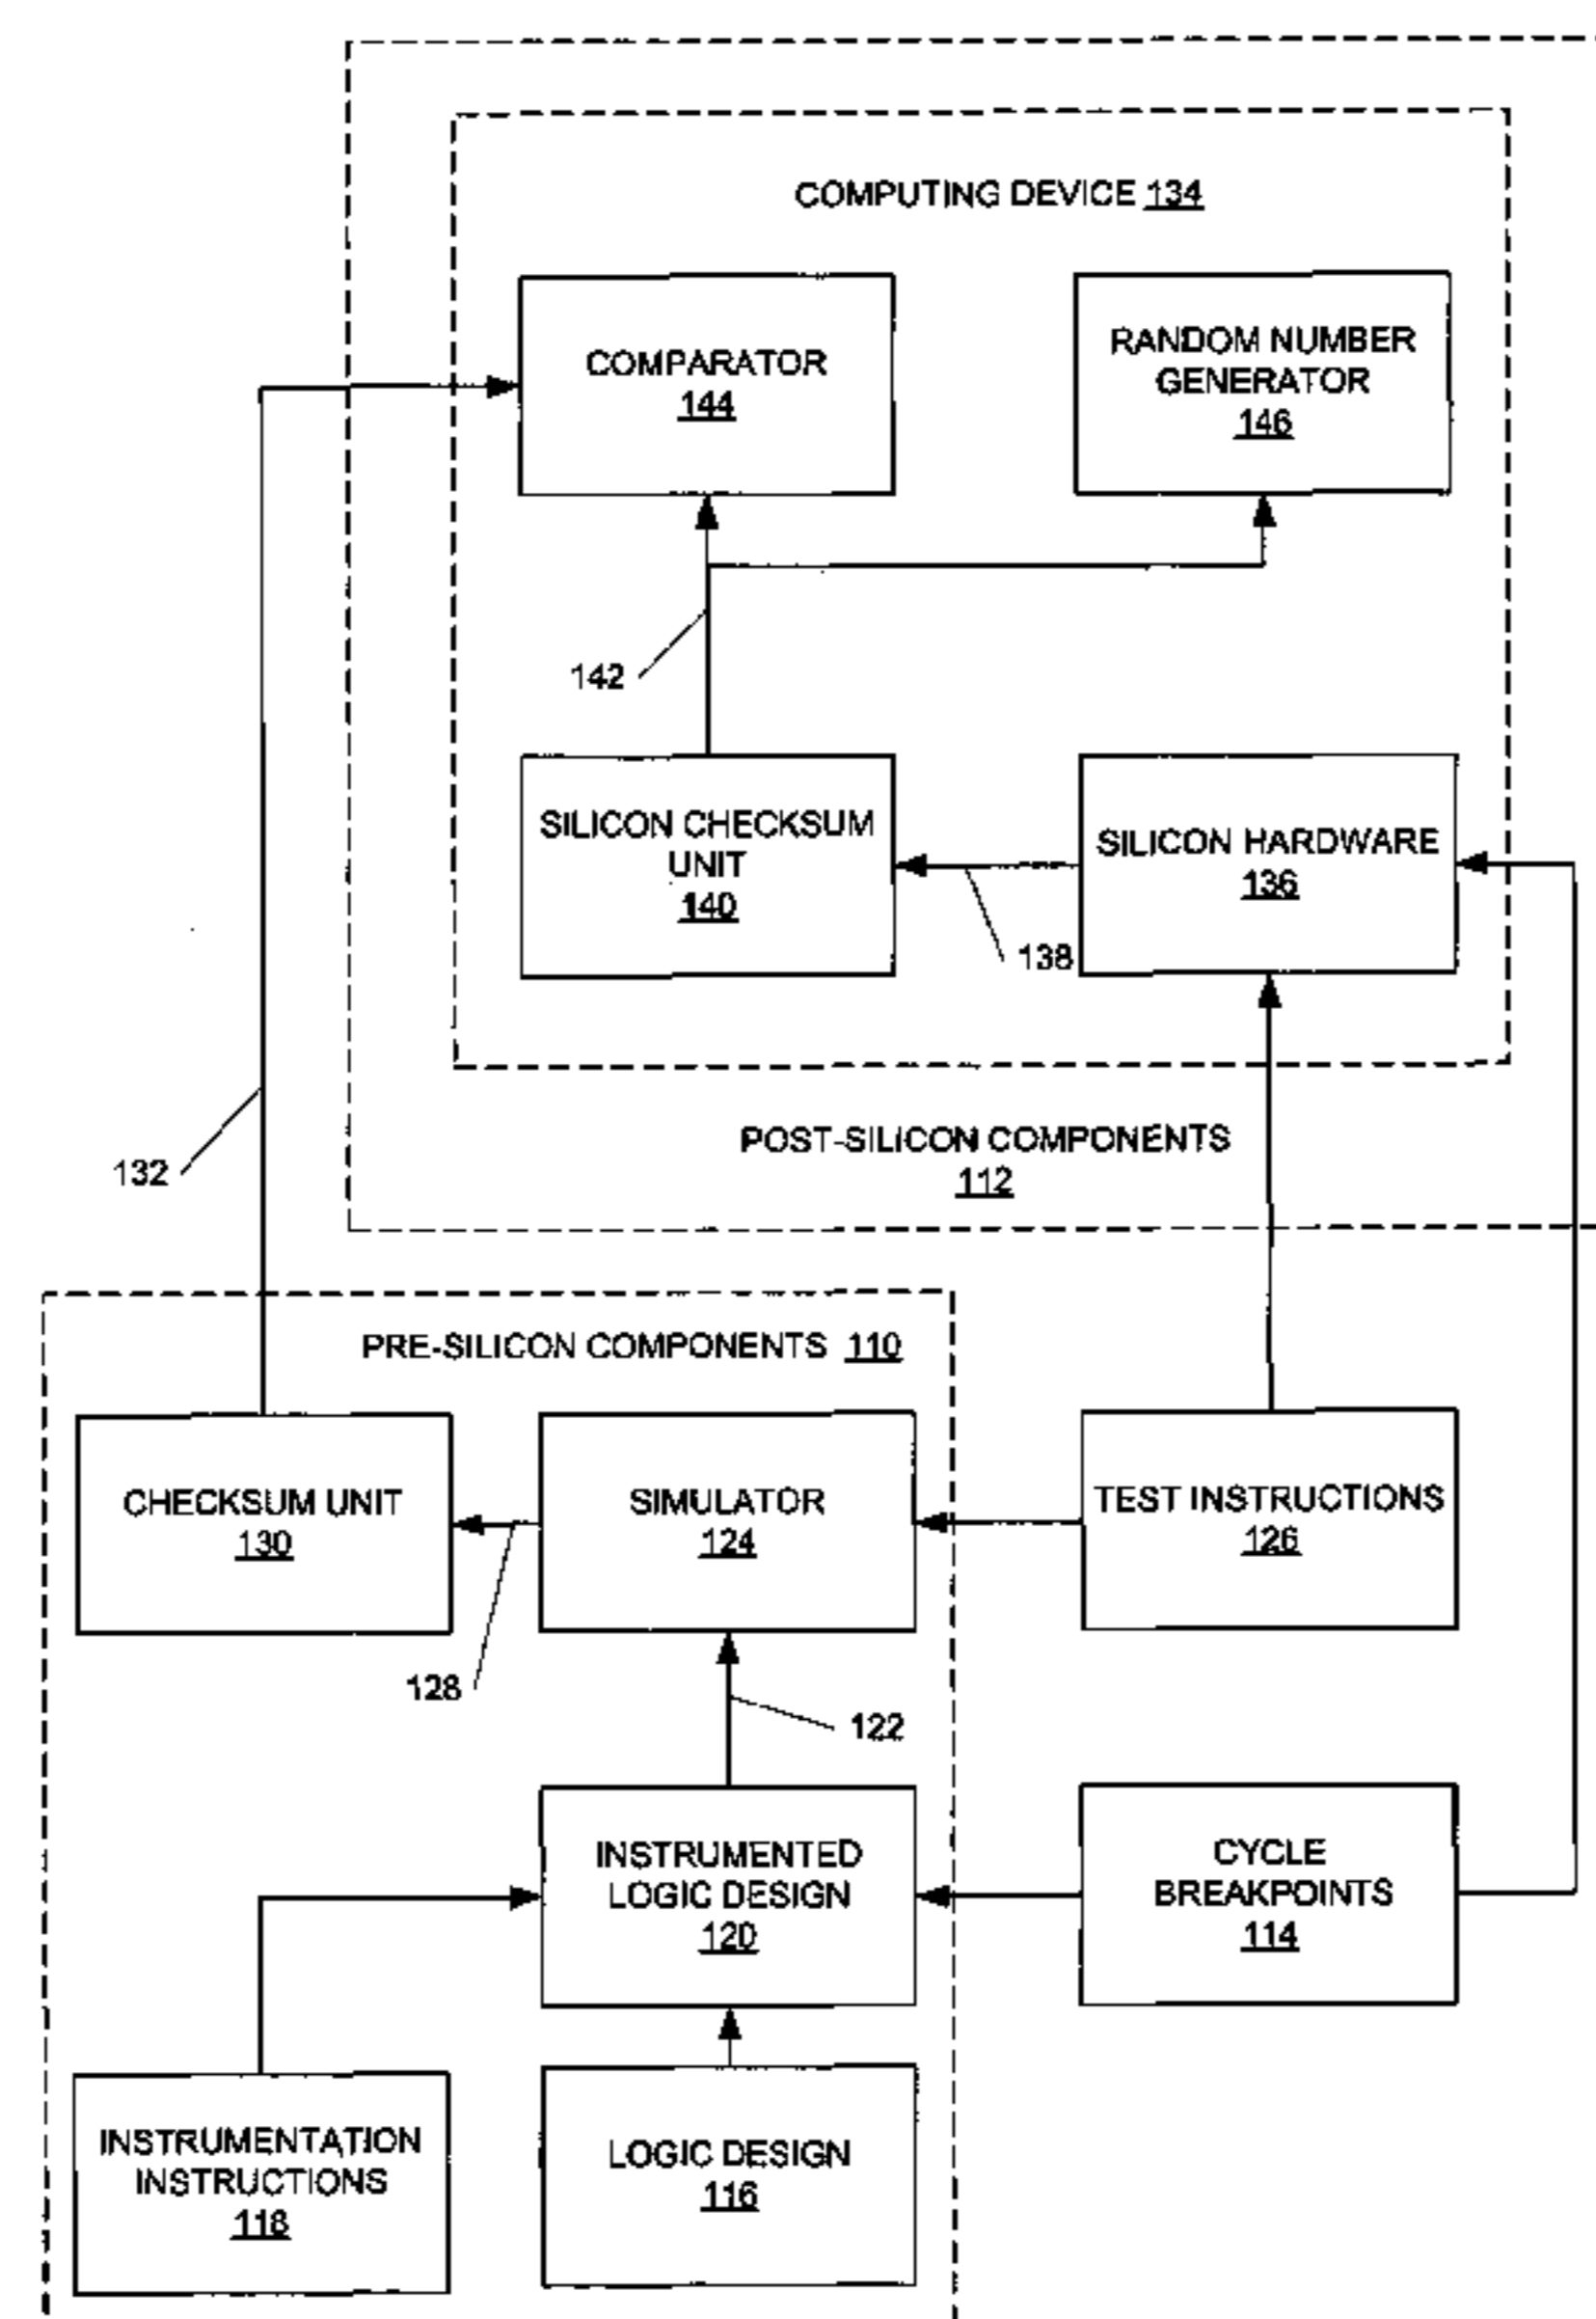 COMPUTING DEVICE 134
COMPARATOR
144
RANDOM NUMBER
GENERATOR
146
142
SILICON CHECKSUM
UNIT
140
SILICON HARDWARE
136
138
POST-SILICON COMPONENTS
112
132
PRE-SILICON COMPONENTS 110
CHECKSUM UNIT
130
SIMULATOR
124
TEST INSTRUCTIONS
126
128
122
INSTRUMENTED
LOGIC DESIGN
120
CYCLE
BREAKPOINTS
114
INSTRUMENTATION
INSTRUCTIONS
118
LOGIC DESIGN
116